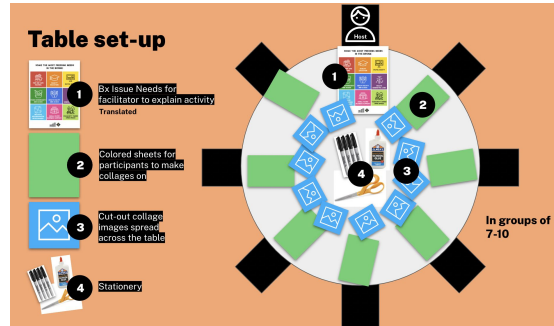 Host
Table set-up
1
Bx Issue Needs for
facilitator to explain activity
Translated
2
Colored sheets for
participants to make
collages on
3
Cut-out collage
images spread
across the table
4
Stationery
1
2
3
4
In groups of
7-10